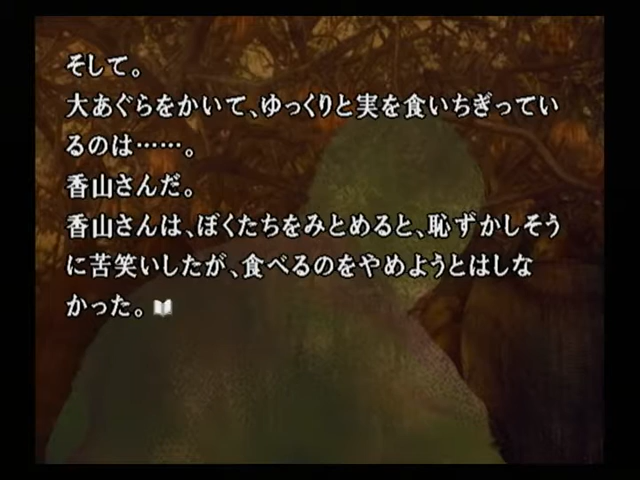 そして。
大あぐらをかいて、ゆっくりと実を食いちぎってい
るのは……。
香山さんだ。
香山さんは、ぼくたちをみとめると、恥ずかしそう
に苦笑いしたが、食べるのをやめようとはしな
かった。